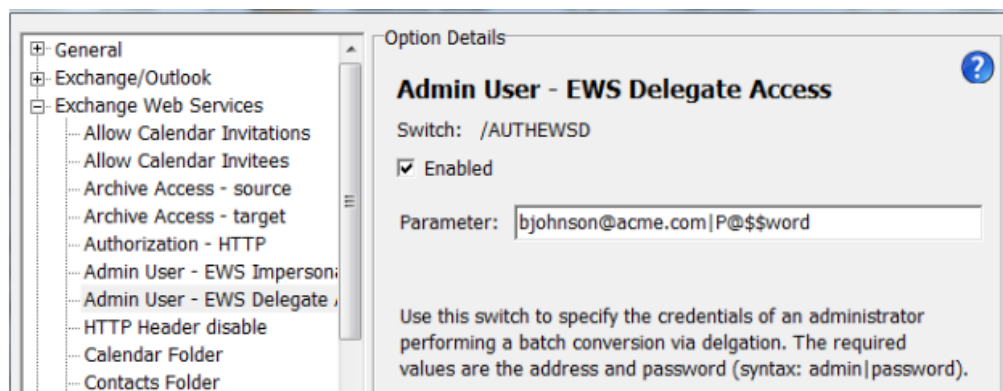 General
Exchange/Outlook
Exchange Web Services
Allow Calendar Invitations
Allow Calendar Invitees
Archive Access - source
Archive Access - target
Authorization - HTTP
Admin User - EWS Impersona
Admin User - EWS Delegate
HTTP Header disable
Calendar Folder
Contacts Folder
Option Details
?
Admin User - EWS Delegate Access
Switch: /AUTHEWSD
Enabled
Parameter: bjohnson@acme.com|P@$$word
Use this switch to specify the credentials of an administrator
performing a batch conversion via delgation. The required
values are the address and password (syntax: admin|password).